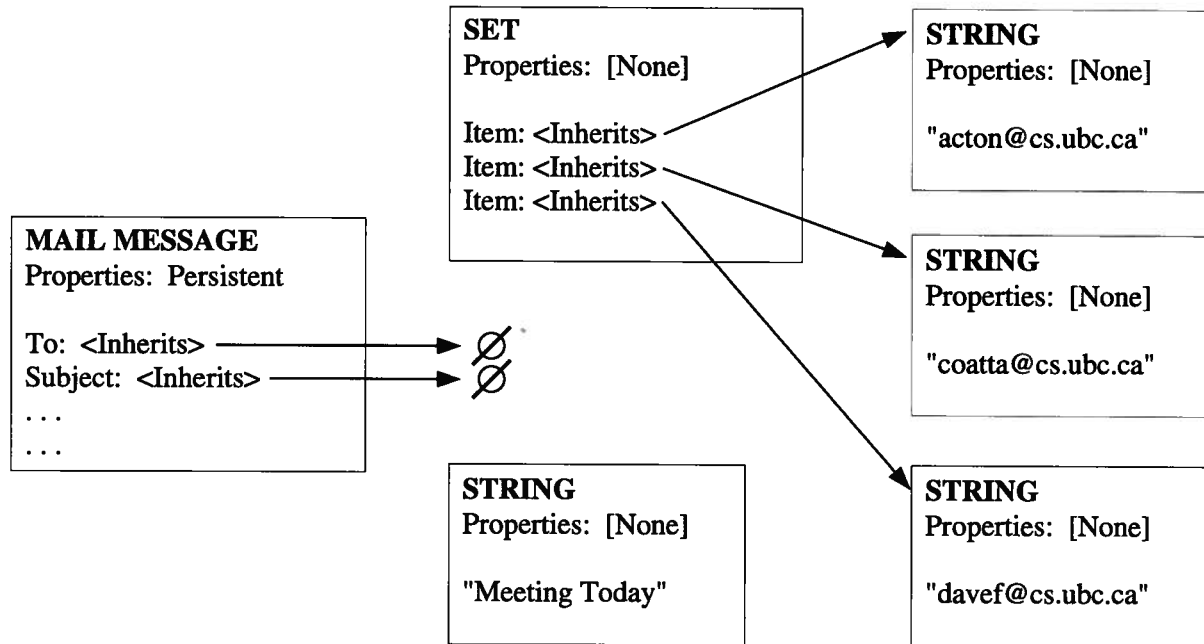 SET
Properties: [None]
Item: <Inherits>
Item: <Inherits>
Item: <Inherits>
STRING
Properties: [None]
"acton@cs.ubc.ca"
MAIL MESSAGE
Properties: Persistent
To: <Inherits>
Subject: <Inherits>
. . .
. . .
STRING
Properties: [None]
"coatta@cs.ubc.ca"
STRING
Properties: [None]
"Meeting Today"
STRING
Properties: [None]
"davef@cs.ubc.ca"